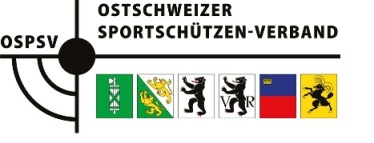 OSTSCHWEIZER
SPORTSCHÜTZEN-VERBAND
OSPSV
V R